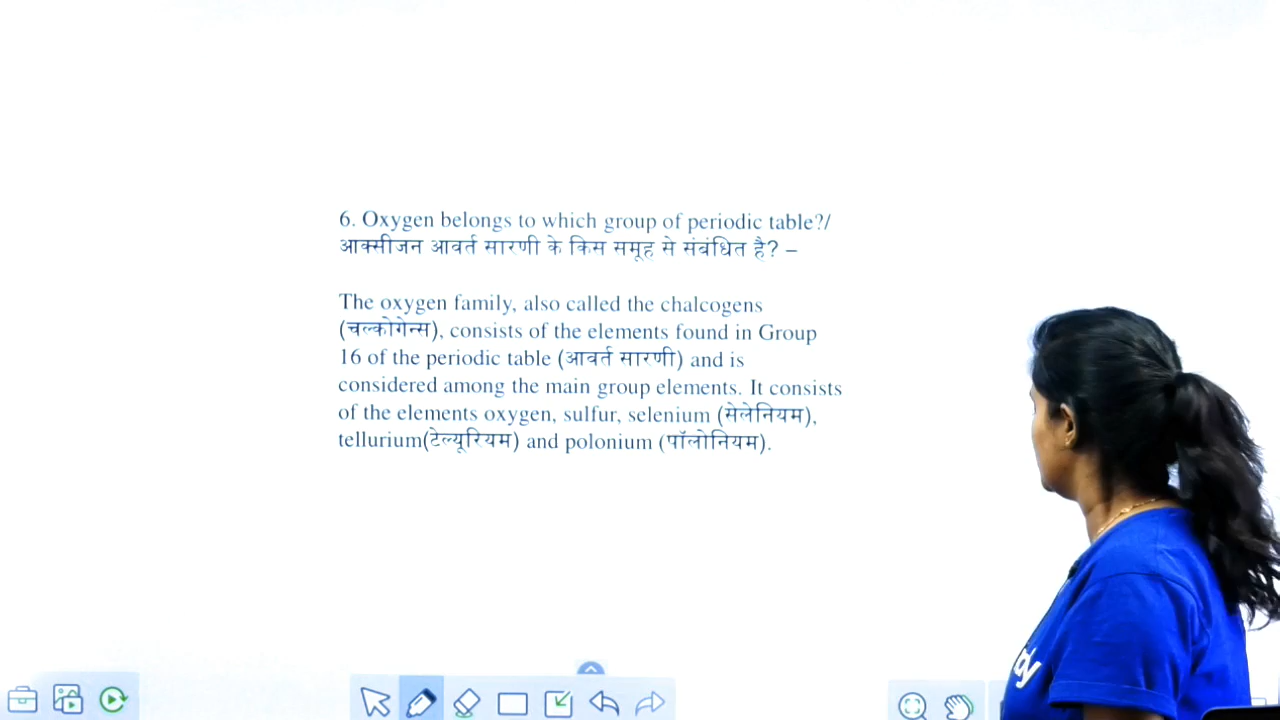 6. Oxygen belongs to which group of periodic table?/
आक्सीजन आवर्त सारणी के किस समूह से संबंधित है? –
The oxygen family, also called the chalcogens
(चल्कोगेन्स), consists of the elements found in Group
16 of the periodic table (आवर्त सारणी) and is
considered among the main group elements. It consists
of the elements oxygen, sulfur, selenium (सेलेनियम),
tellurium(टेल्यूरियम) and polonium (पॉलोनियम).